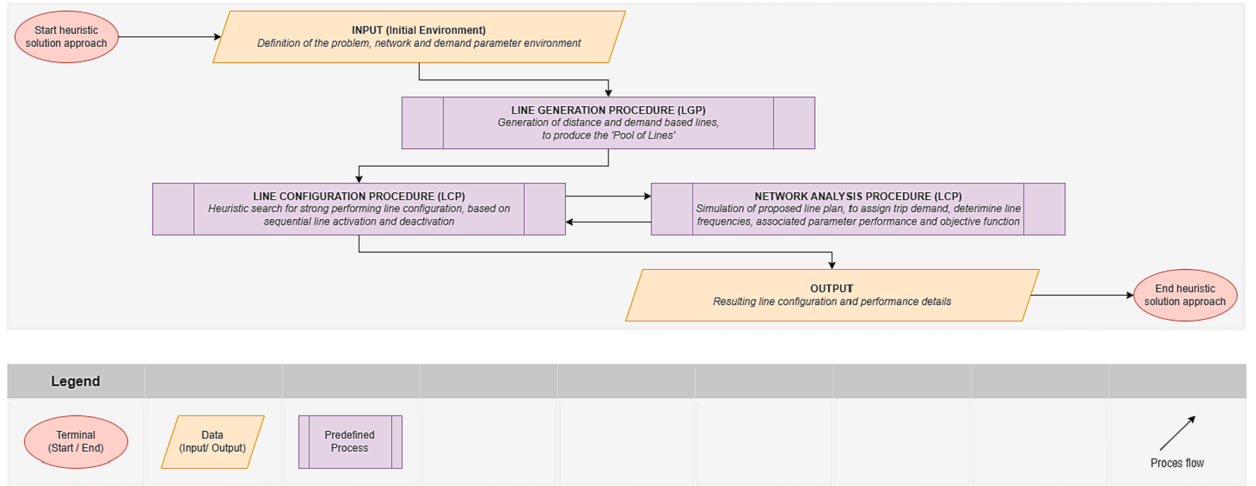 Start heuristic
solution approach
INPUT (Initial Environment)
Definition of the problem, network and demand parameter environment
LINE GENERATION PROCEDURE (LGP)
Generation of distance and demand based lines,
to produce the 'Pool of Lines'
LINE CONFIGURATION PROCEDURE (LCP)
Heuristic search for strong performing line configuration, based on
sequential line activation and deactivation
NETWORK ANALYSIS PROCEDURE (LCP)
Simulation of proposed line plan, to assign trip demand, determine line
frequencies, associated parameter performance and objective function
OUTPUT
Resulting line configuration and performance details
End heuristic
solution approach
Legend
Terminal
(Start / End)
Data
(Input/ Output)
Predefined
Process
Proces flow